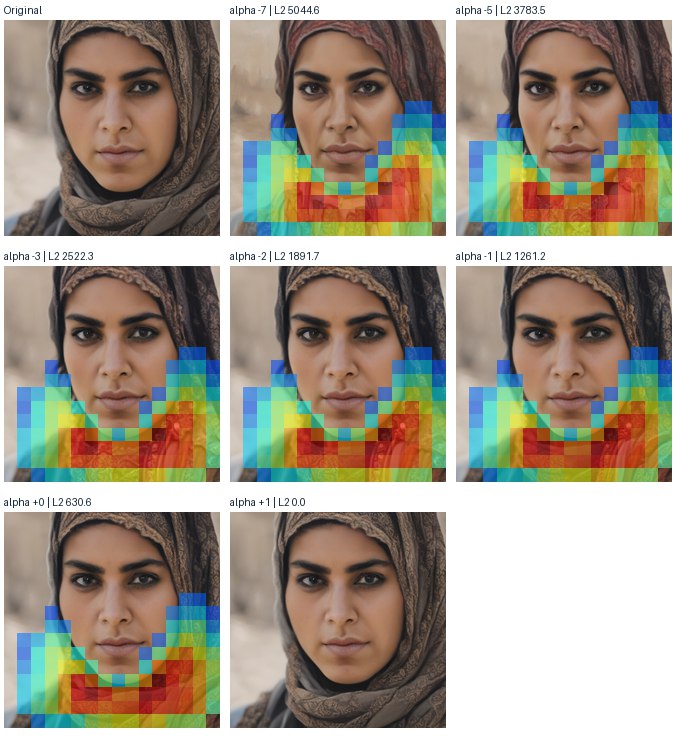 Original
alpha -7 | L2 5044.6
alpha -5 | L2 3783.5
alpha -3 | L2 2522.3
alpha -2 | L2 1891.7
alpha -1 | L2 1261.2
alpha +0 | L2 630.6
alpha +1 | L2 0.0